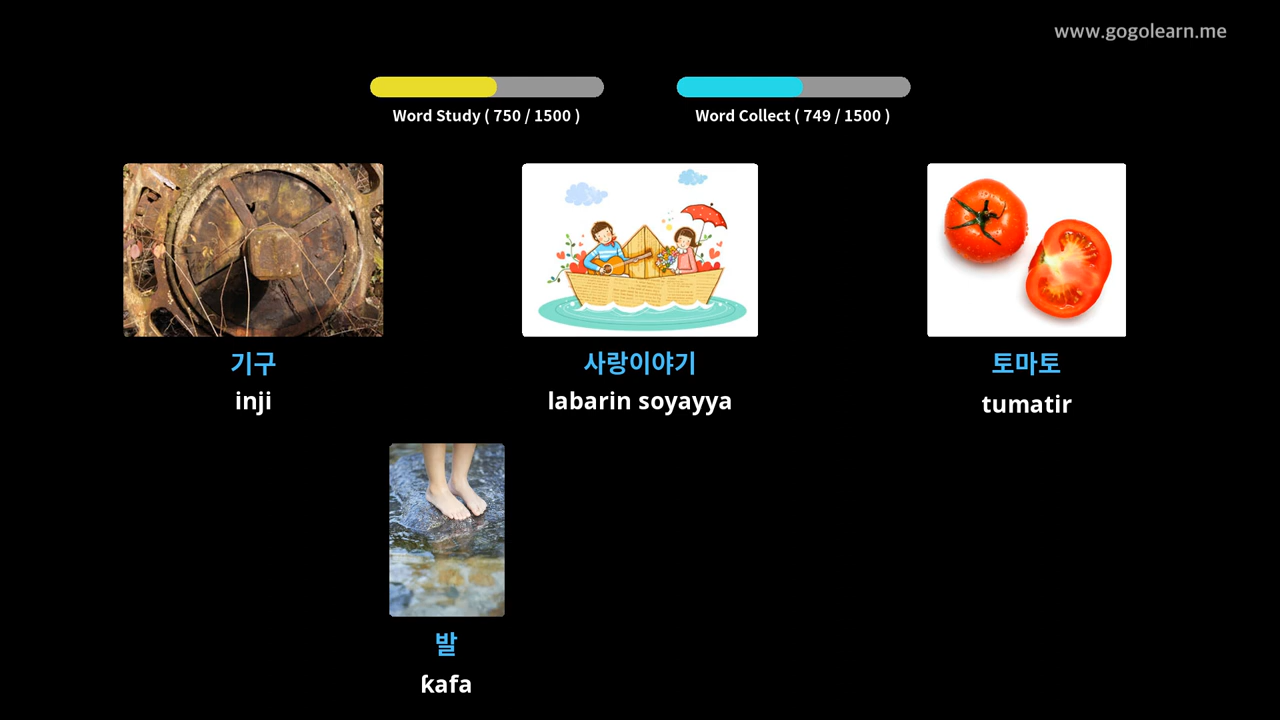 www.gogolearn.me
Word Study ( 750 / 1500 )
Word Collect ( 749 / 1500 )
기구
inji
사랑이야기
labarin soyayya
토마토
tumatir
발
ƙafa